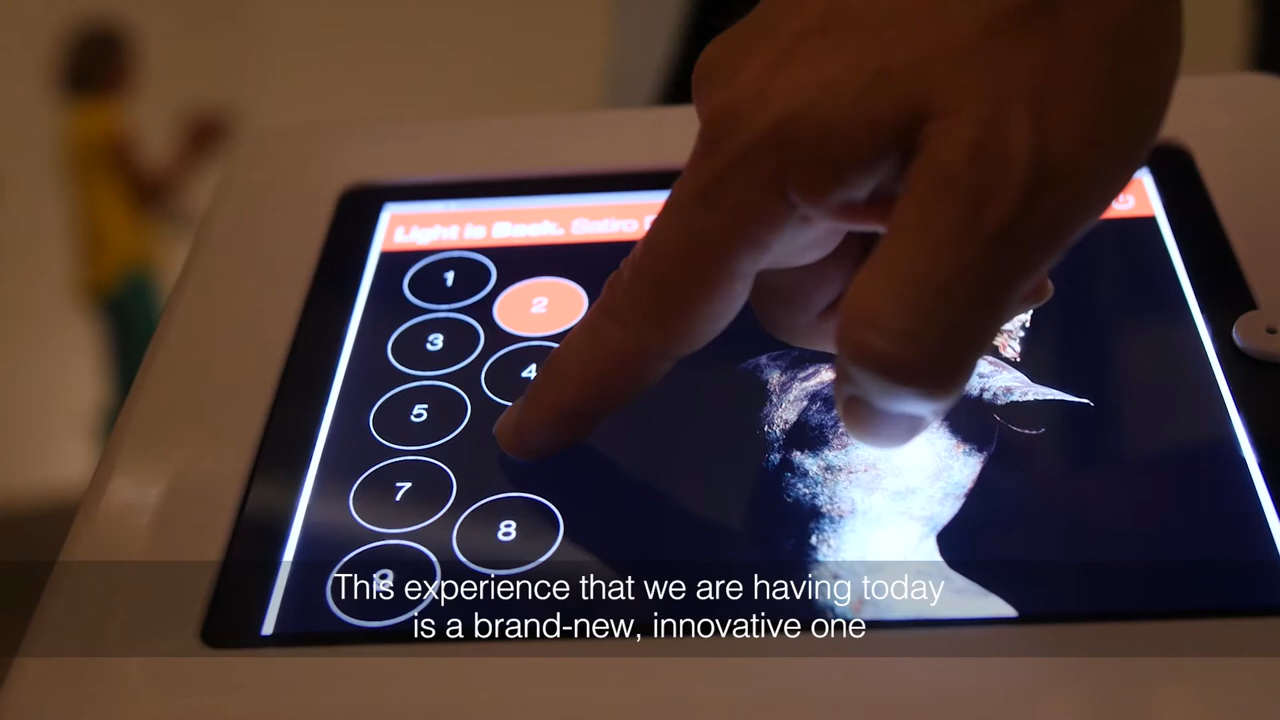 Light is Back. Satiro
1
2
3
4
5
7
8
9
This experience that we are having today
is a brand-new, innovative one